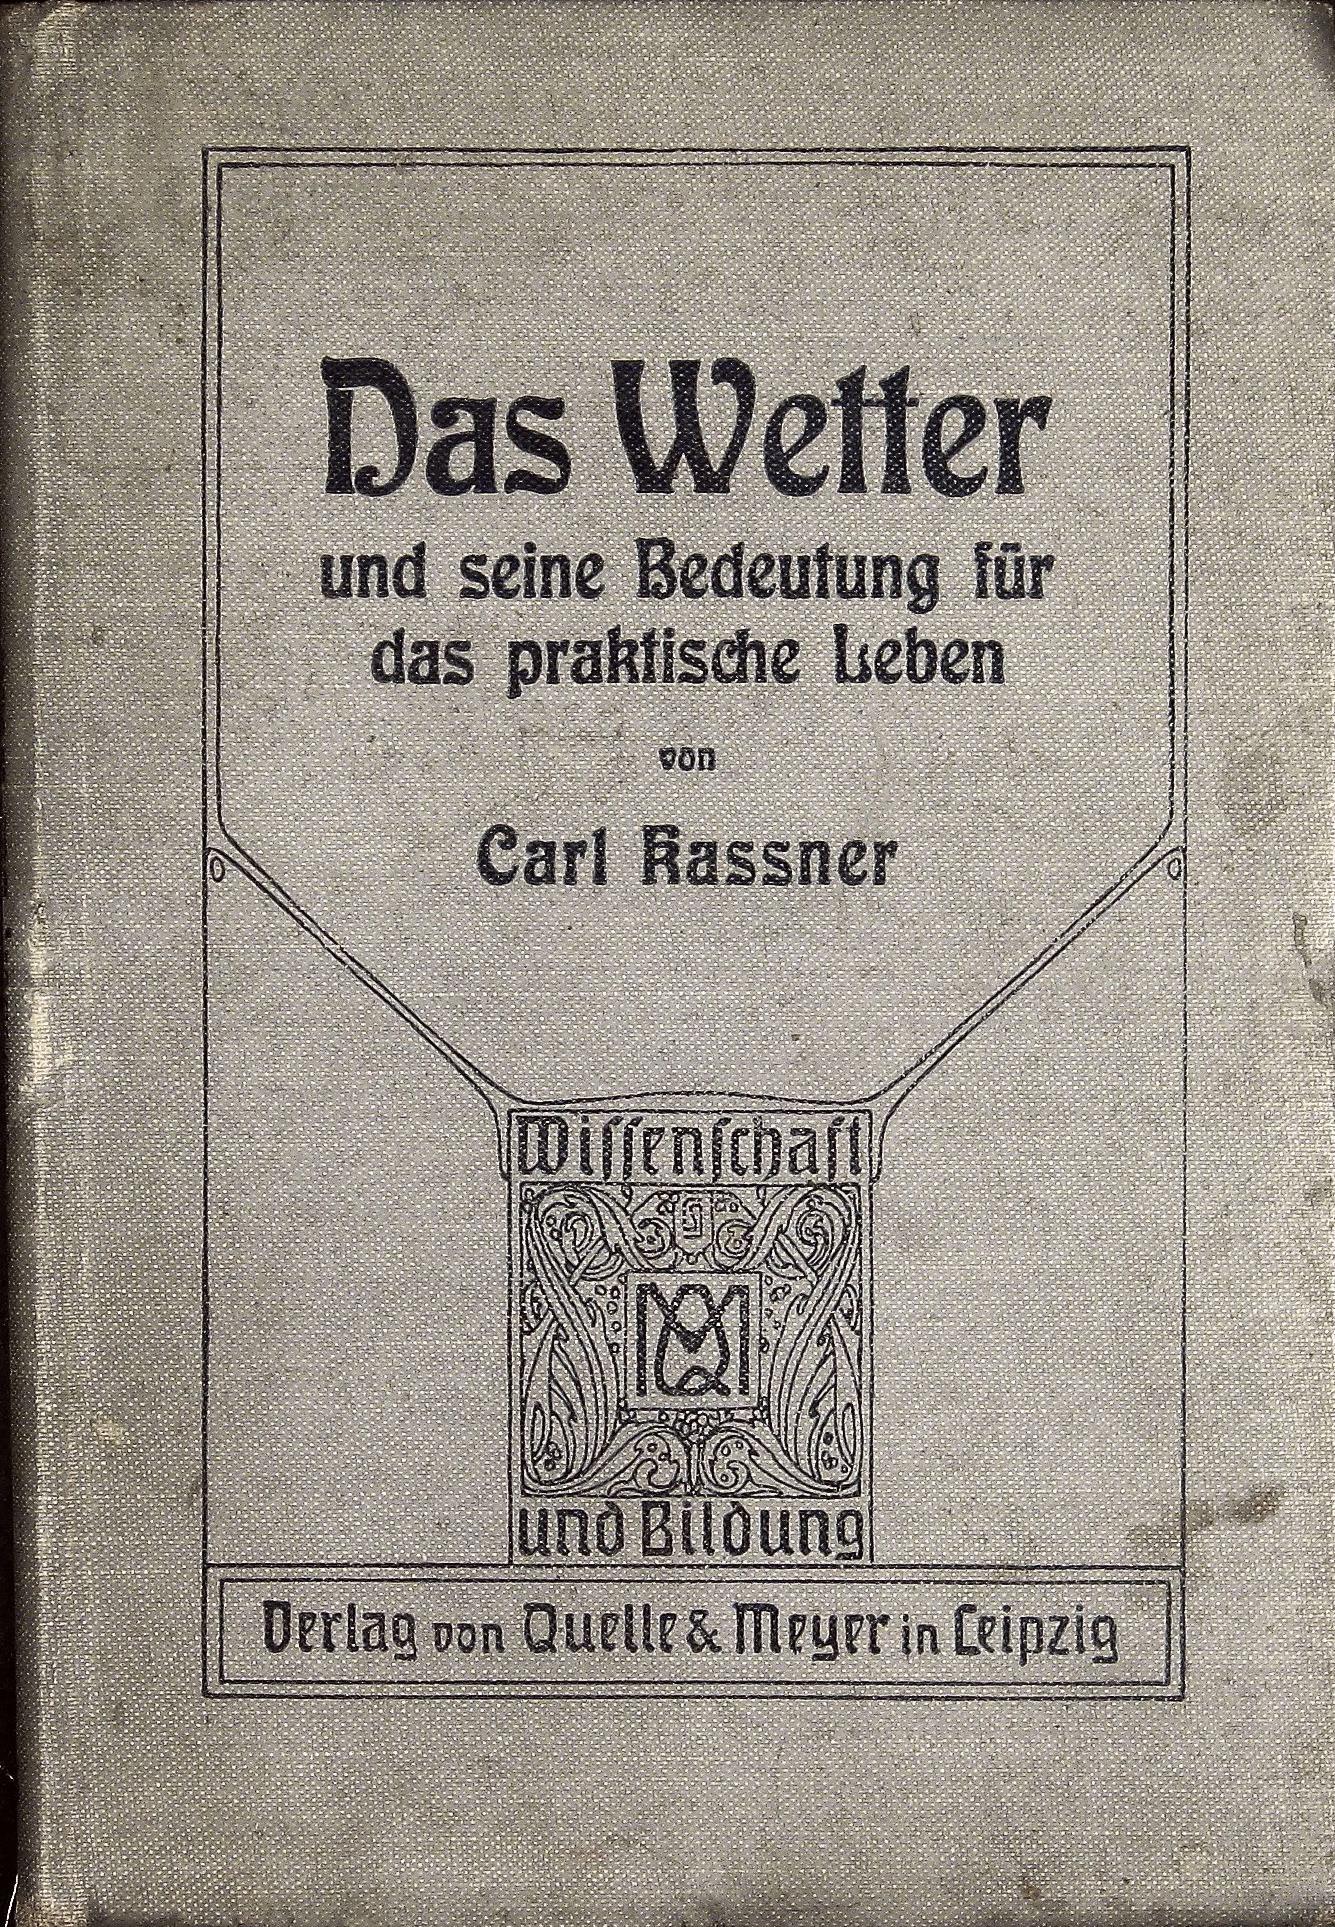 Das Wetter
und seine Bedeutung für
das praktische Leben
von
Carl Kassner
Wissenschaft
QM
und Bildung
Verlag von Quelle & Meyer in Leipzig